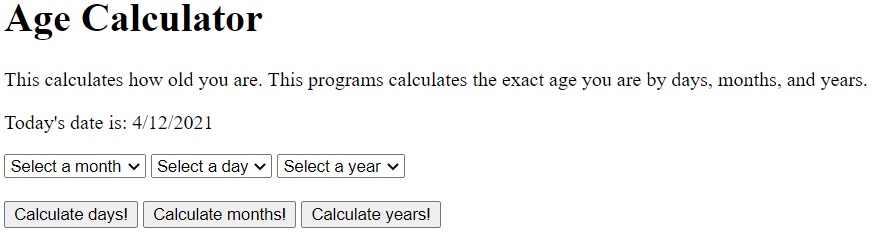 Age Calculator
This calculates how old you are. This programs calculates the exact age you are by days, months, and years.
Today's date is: 4/12/2021
Select a month Select a day Select a year
Calculate days! Calculate months! Calculate years!